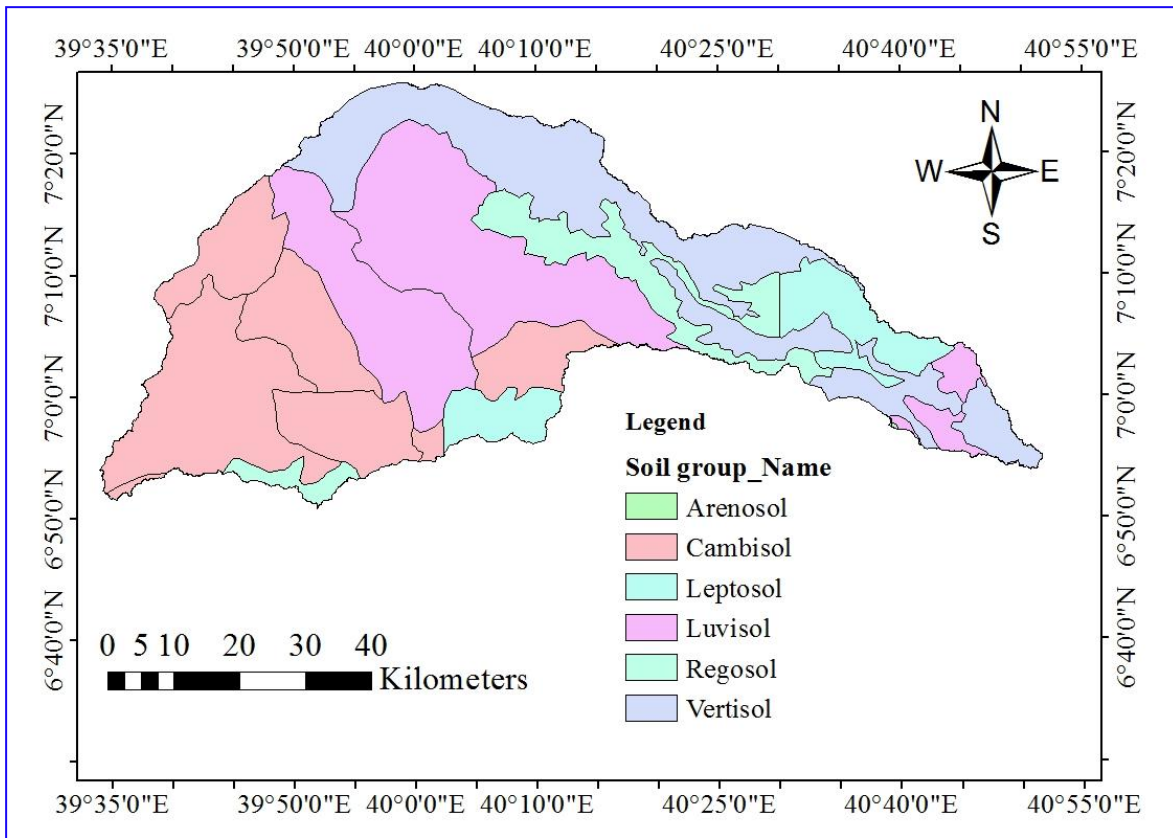 39°35'0"E 39°50'0"E 40°0'0"E 40°10'0"E 40°25'0"E 40°40'0"E 40°55'0"E
7°20'0"N
7°10'0"N
7°0'0"N
6°50'0"N
6°40'0"N
N
W E
S
7°20'0"N
7°10'0"N
7°0'0"N
6°50'0"N
6°40'0"N
Legend
Soil group_Name
Arenosol
Cambisol
Leptosol
Luvisol
Regosol
Vertisol
0 5 10 20 30 40
Kilometers
39°35'0"E 39°50'0"E 40°0'0"E 40°10'0"E 40°25'0"E 40°40'0"E 40°55'0"E